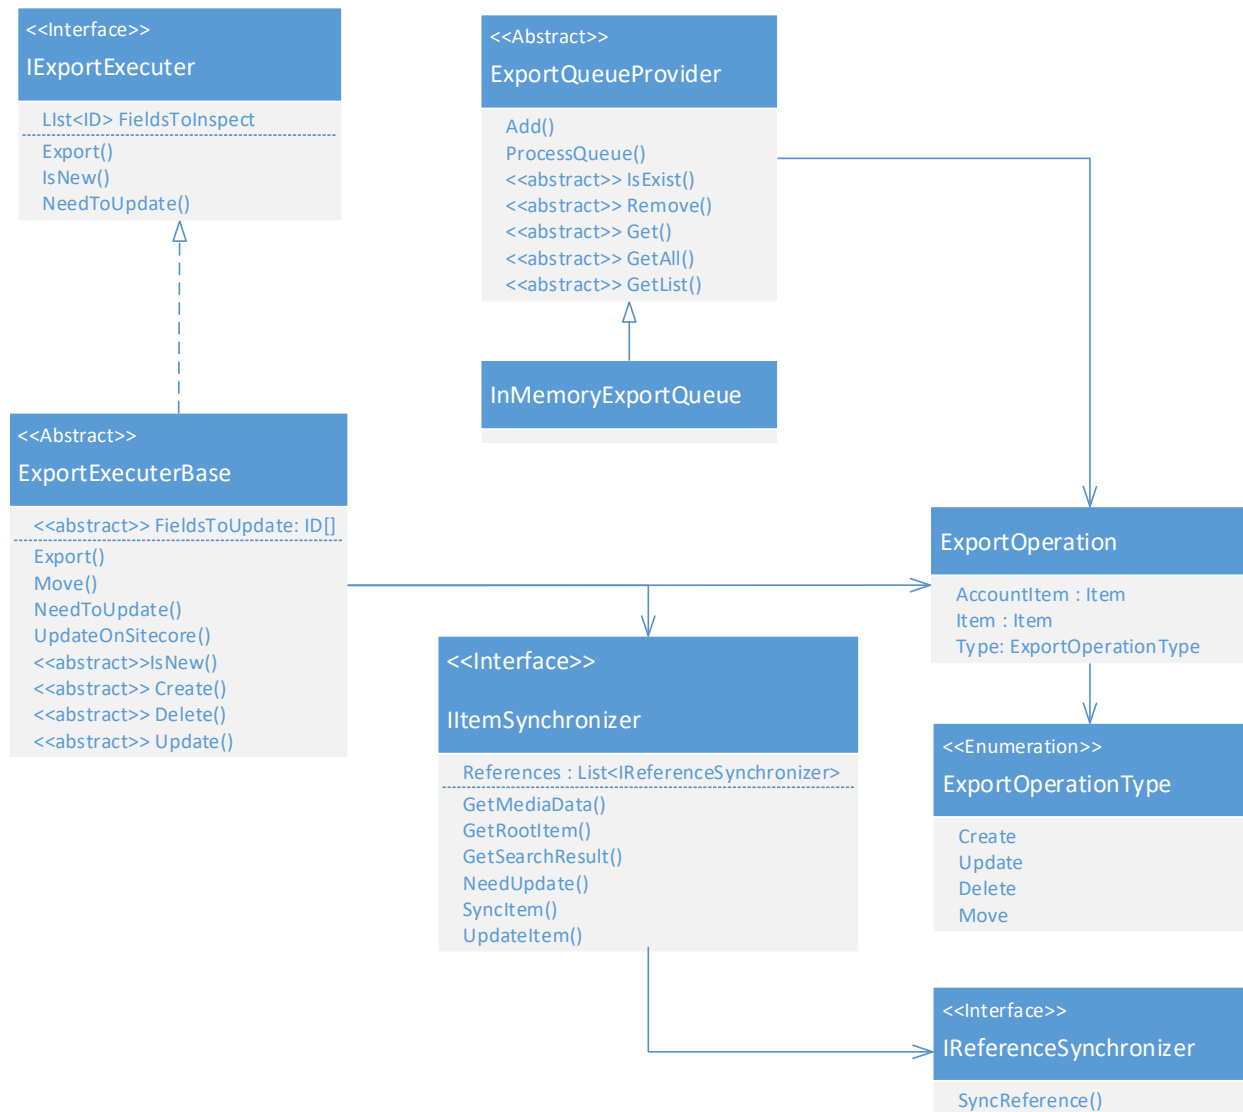 <<Interface>>
IExportExecuter
LIst<ID> FieldsToInspect
Export()
IsNew()
NeedToUpdate()
<<Abstract>>
ExportQueueProvider
Add()
ProcessQueue()
<<abstract>> IsExist()
<<abstract>> Remove()
<<abstract>> Get()
<<abstract>> GetAll()
<<abstract>> GetList()
InMemoryExportQueue
<<Abstract>>
ExportExecuterBase
<<abstract>> FieldsToUpdate: ID[]
Export()
Move()
NeedToUpdate()
UpdateOnSitecore()
<<abstract>>IsNew()
<<abstract>> Create()
<<abstract>> Delete()
<<abstract>> Update()
ExportOperation
AccountItem : Item
Item : Item
Type: ExportOperationType
<<Interface>>
IItemSynchronizer
References : List<IReferenceSynchronizer>
GetMediaData()
GetRootItem()
GetSearchResult()
NeedUpdate()
SyncItem()
UpdateItem()
<<Enumeration>>
ExportOperationType
Create
Update
Delete
Move
<<Interface>>
IReferenceSynchronizer
SyncReference()